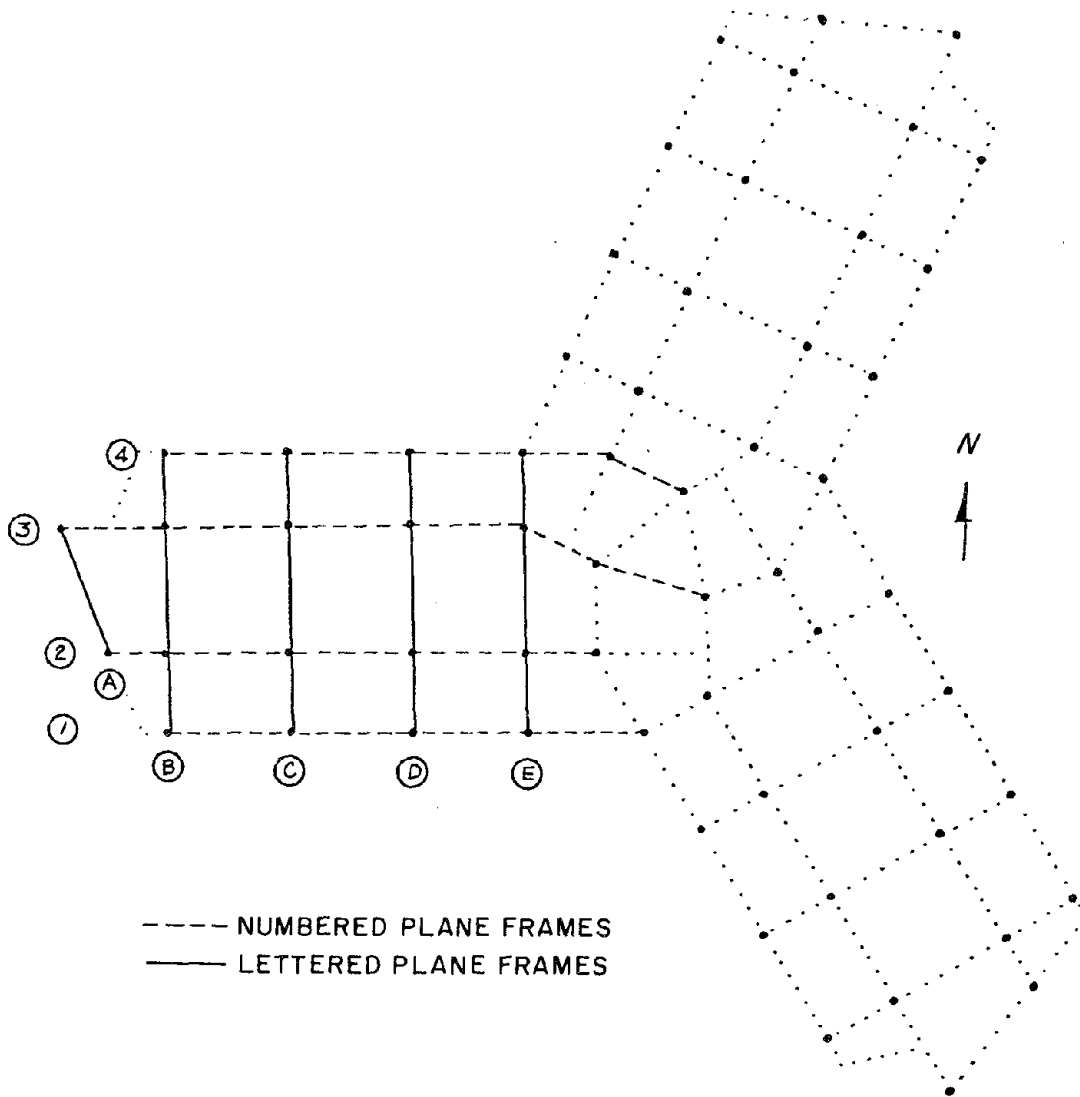 N
4
3
2
A
1
B
C
D
E
---- NUMBERED PLANE FRAMES
—— LETTERED PLANE FRAMES